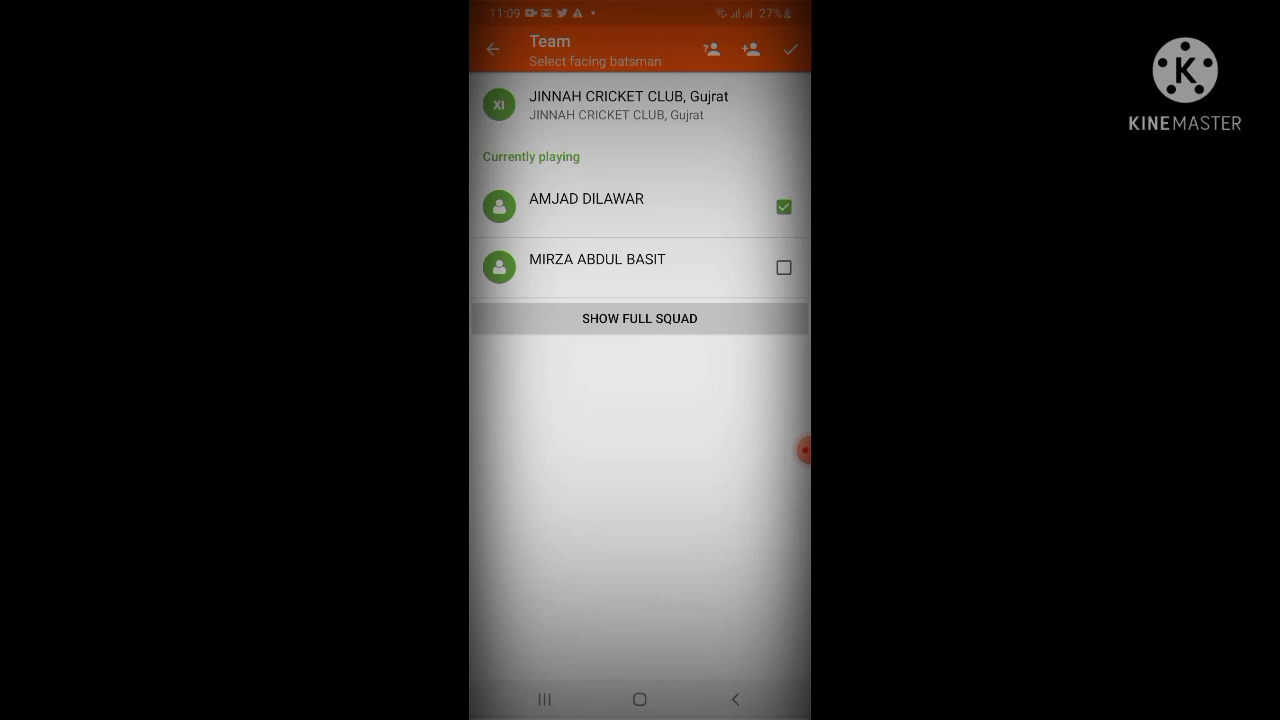 11:09
27%
Team
Select facing batsman
XI
JINNAH CRICKET CLUB, Gujrat
JINNAH CRICKET CLUB, Gujrat
Currently playing
AMJAD DILAWAR
MIRZA ABDUL BASIT
SHOW FULL SQUAD
K
KINEMASTER